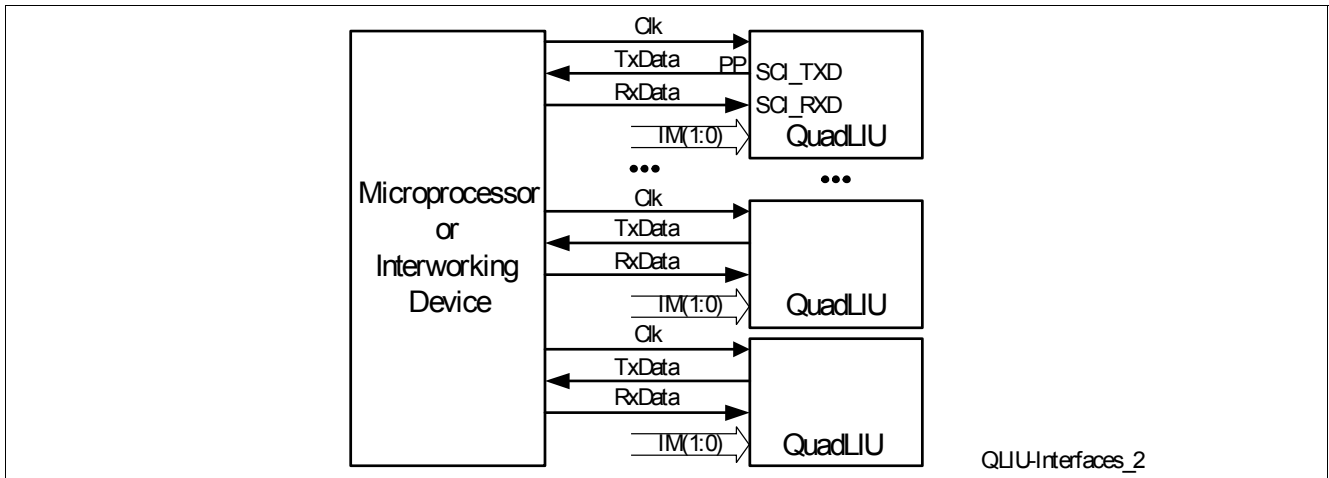 Clk
TxData
PP
SCI_TXD
RxData
SCI_RXD
IM(1:0)
QuadLIU
•••
•••
Microprocessor
or
Interworking
Device
Clk
TxData
RxData
IM(1:0)
QuadLIU
Clk
TxData
RxData
IM(1:0)
QuadLIU
QLIU-Interfaces_2